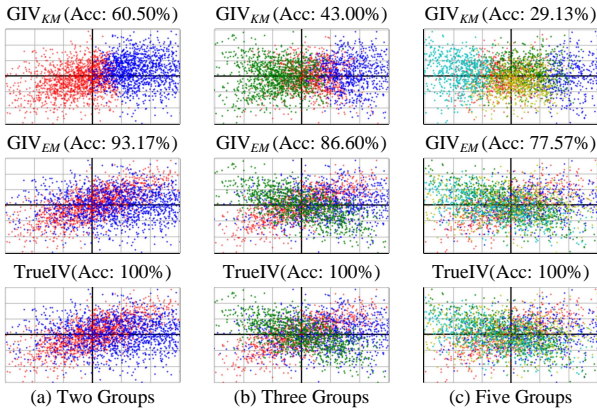 GIV_KM(Acc: 60.50%) GIV_KM(Acc: 43.00%) GIV_KM(Acc: 29.13%)
GIV_EM(Acc: 93.17%) GIV_EM(Acc: 86.60%) GIV_EM(Acc: 77.57%)
TrueIV(Acc: 100%) TrueIV(Acc: 100%) TrueIV(Acc: 100%)
(a) Two Groups (b) Three Groups (c) Five Groups